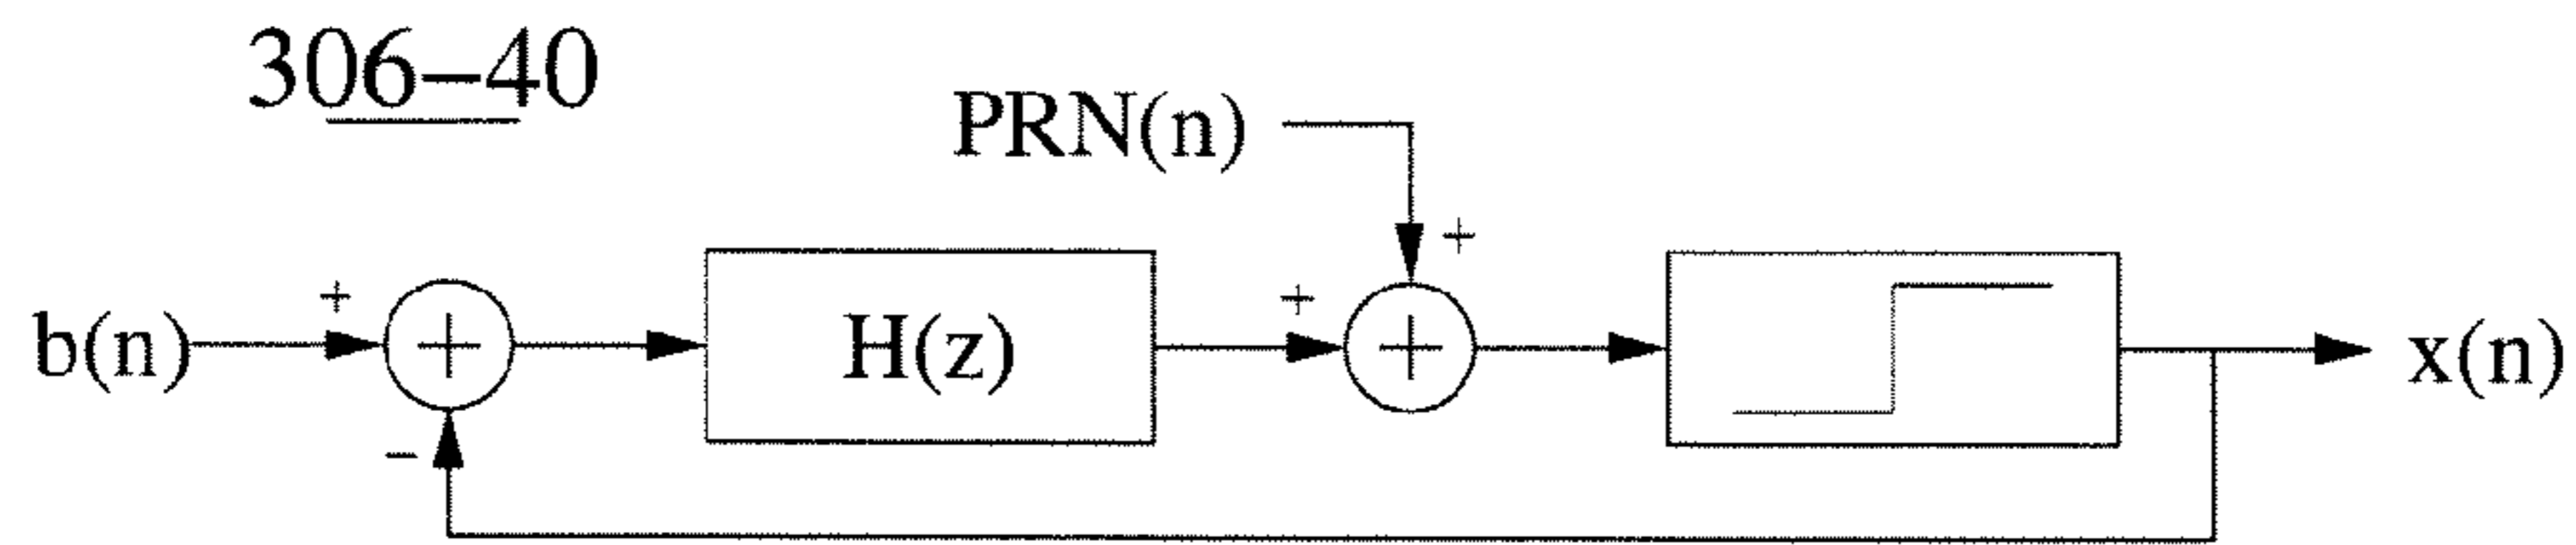 306–40
PRN(n)
+
+
+
b(n)
H(z)
x(n)
−